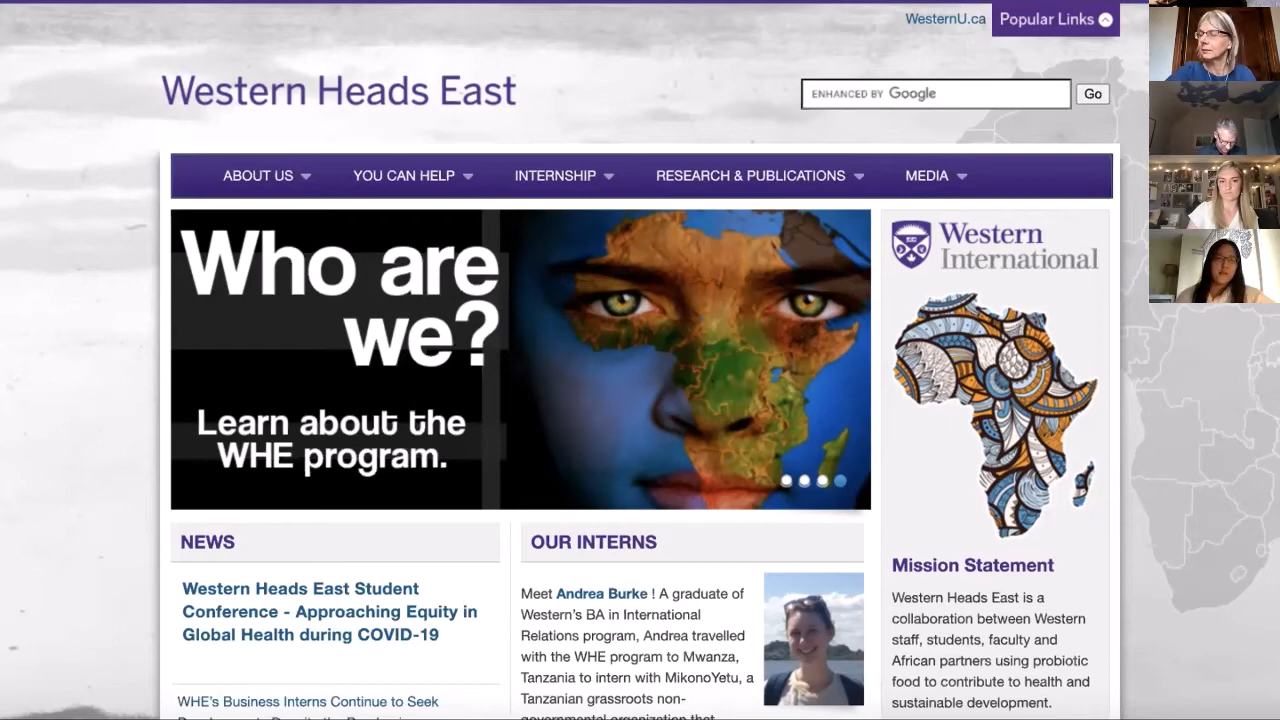 WesternU.ca
Popular Links
Western Heads East
ENHANCED BY Google
Go
ABOUT US
YOU CAN HELP
INTERNSHIP
RESEARCH & PUBLICATIONS
MEDIA
Who are
we?
Learn about the
WHE program.
Western
International
NEWS
Western Heads East Student
Conference - Approaching Equity in
Global Health during COVID-19
WHE's Business Interns Continue to Seek
OUR INTERNS
Meet Andrea Burke ! A graduate of
Western's BA in International
Relations program, Andrea travelled
with the WHE program to Mwanza,
Tanzania to intern with MikonoYetu, a
Tanzanian grassroots non-
governmental organization that
Mission Statement
Western Heads East is a
collaboration between Western
staff, students, faculty and
African partners using probiotic
food to contribute to health and
sustainable development.